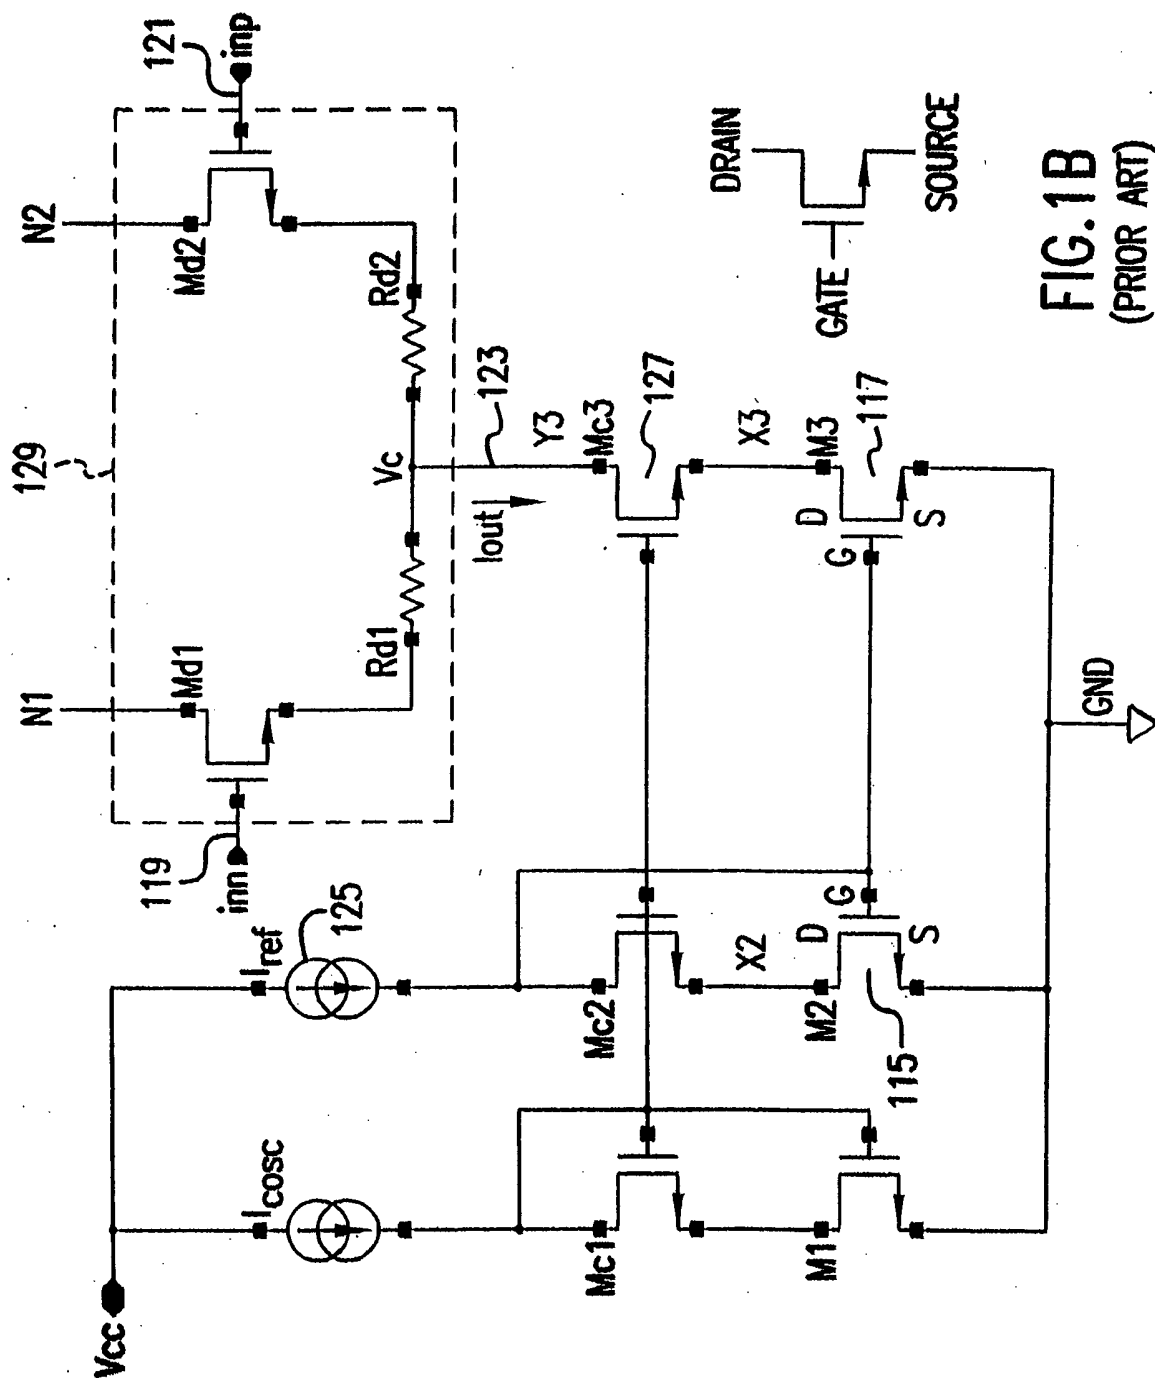 129
N1
N2
119
inn
Md1
Md2
121
inp
Rd1
Vc
Rd2
Vcc
Icosc
Iref
125
Iout
123
Y3
Mc1
Mc2
Mc3
127
X2
X3
M1
M2
D
G
S
115
G
D
S
M3
117
GND
DRAIN
GATE
SOURCE
FIG.1B
(PRIOR ART)